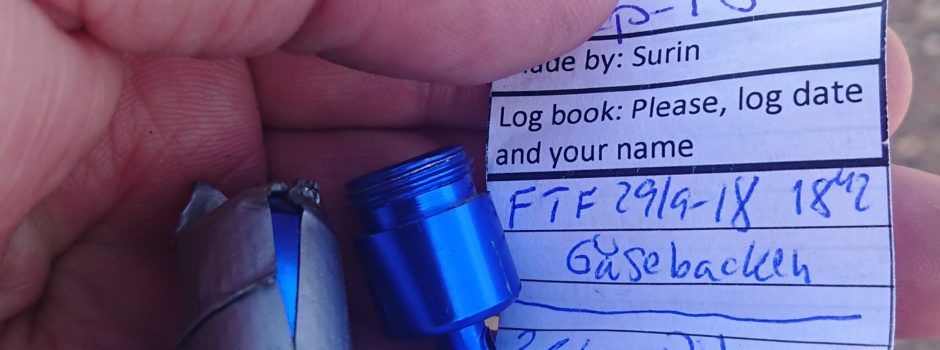 Made by: Surin
Log book: Please, log date
and your name
FTF 29/9-18 18⁴²
Gåsebacken